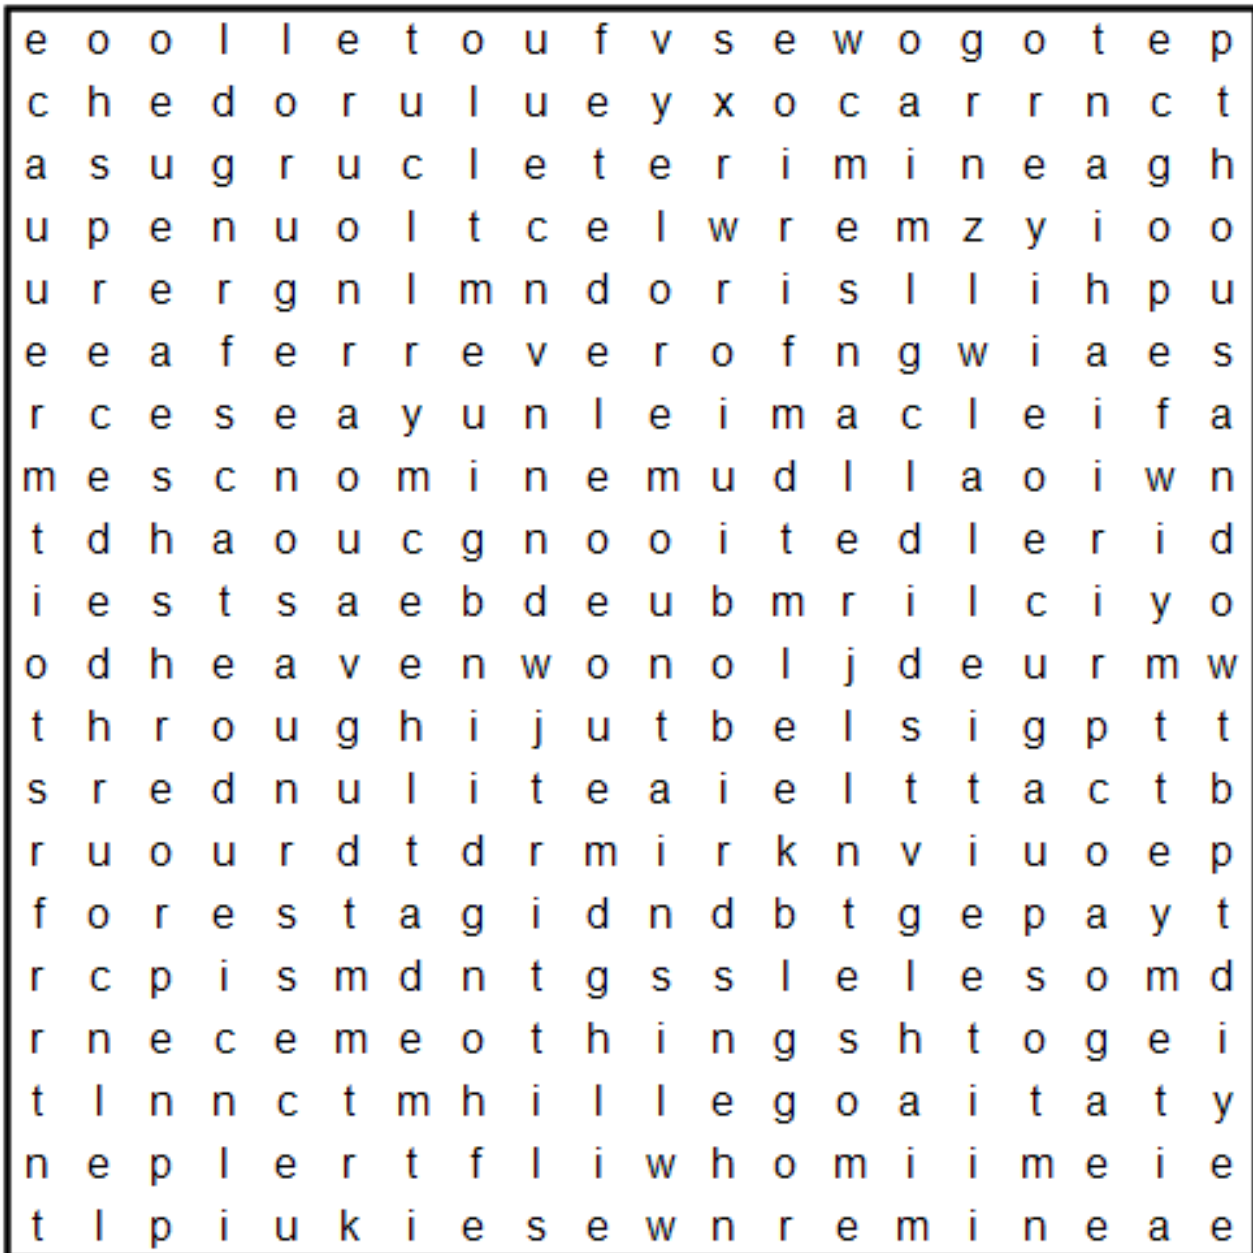 e o o l l e t o u f v s e w o g o t e p
c h e d o r u l u e y x o c a r r n c t
a s u g r u c l e t e r i m i n e a g h
u p e n u o l t c e l w r e m z y i o o
u r e r g n l m n d o r i s l l i h p u
e e a f e r r e v e r o f n g w i a e s
r c e s e a y u n l e i m a c l e i f a
m e s c n o m i n e m u d l l a o i w n
t d h a o u c g n o o i t e d l e r i d
i e s t s a e b d e u b m r i l c i y o
o d h e a v e n w o n o l j d e u r m w
t h r o u g h i j u t b e l s i g p t t
s r e d n u l i t e a i e l t t a c t b
r u o u r d t d r m i r k n v i u o e p
f o r e s t a g i d n d b t g e p a y t
r c p i s m d n t g s s l e l e s o m d
r n e c e m e o t h i n g s h t o g e i
t l n n c t m h i l l e g o a i t a t y
n e p l e r t f l i w h o m i i m e i e
t l p i u k i e s e w n r e m i n e a e